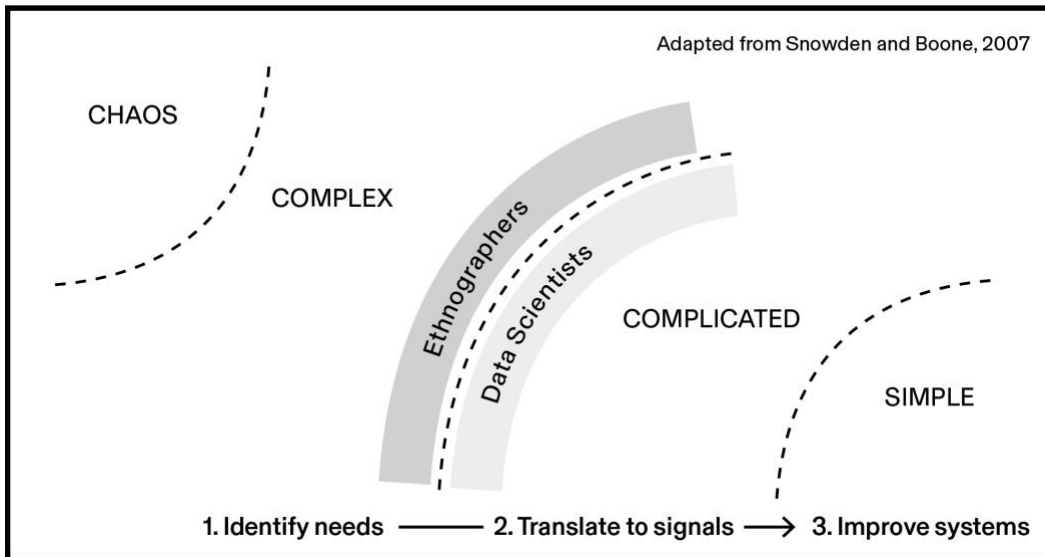 Adapted from Snowden and Boone, 2007
CHAOS
COMPLEX
Ethnographers
Data Scientists
COMPLICATED
SIMPLE
1. Identify needs 2. Translate to signals 3. Improve systems